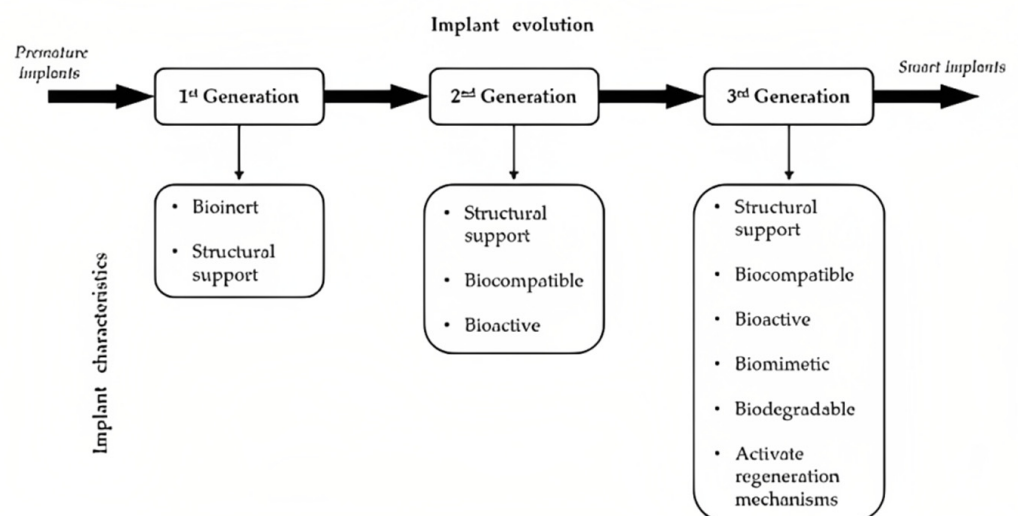 Implant evolution
Premature
implants
1st Generation
2nd Generation
3rd Generation
Smart implants
Implant characteristics
• Bioinert
• Structural
support
• Structural
support
• Biocompatible
• Bioactive
• Structural
support
• Biocompatible
• Bioactive
• Biomimetic
• Biodegradable
• Activate
regeneration
mechanisms